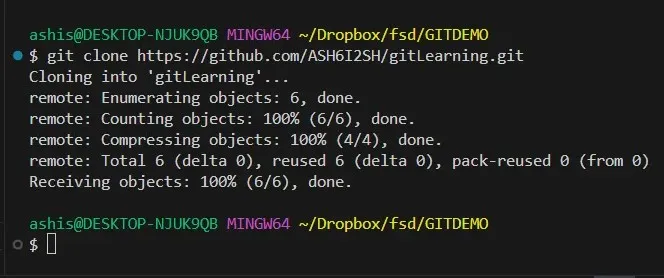 ashis@DESKTOP-NJUK9QB MINGW64 ~/Dropbox/fsd/GITDEMO
$ git clone https://github.com/ASH6I2SH/gitLearning.git
Cloning into 'gitLearning'...
remote: Enumerating objects: 6, done.
remote: Counting objects: 100% (6/6), done.
remote: Compressing objects: 100% (4/4), done.
remote: Total 6 (delta 0), reused 6 (delta 0), pack-reused 0 (from 0)
Receiving objects: 100% (6/6), done.
ashis@DESKTOP-NJUK9QB MINGW64 ~/Dropbox/fsd/GITDEMO
$